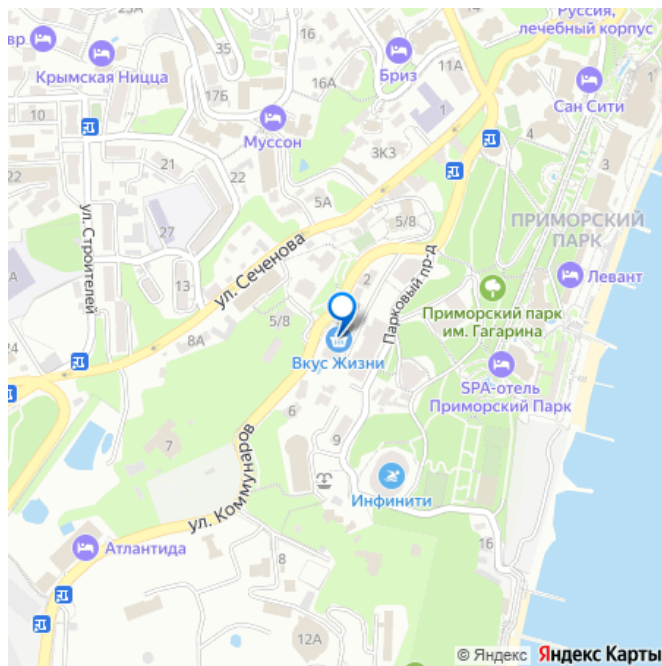 23А
16
Руссия,
лечебный корпус
вр
Крымская Ницца
35
Бриз
11А
16А
17Б
Сан Сити
10
Муссон
1
4
3К3
21
22
22
3
5А
5/8
ПРИМОРСКИЙ
ПАРК
ул. Строителей
27
ул. Сеченова
Парковый пр-д
2
Левант
13
Приморский парк
им. Гагарина
5/8
8А
24
Вкус Жизни
SPA-отель
Приморский Парк
6
7
9
ул. Коммунаров
Инфинити
Атлантида
8
16
12А
© Яндекс Яндекс Карты